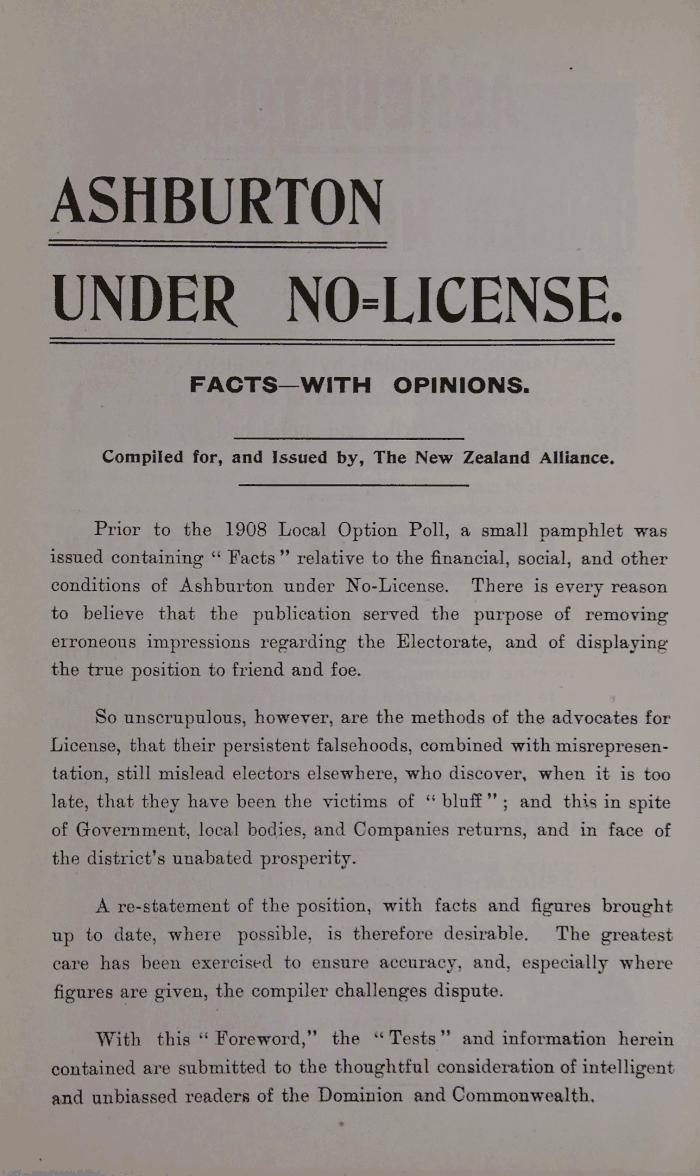 ASHBURTON
UNDER NO=LICENSE.
FACTS—WITH OPINIONS.
Compiled for, and Issued by, The New Zealand Alliance.
Prior to the 1908 Local Option Poll, a small pamphlet was
issued containing “ Facts ” relative to the financial, social, and other
conditions of Ashburton under No-License. There is every reason
to believe that the publication served the purpose of removing
erroneous impressions regarding the Electorate, and of displaying
the true position to friend and foe.
So unscrupulous, however, are the methods of the advocates for
License, that their persistent falsehoods, combined with misrepresen-
tation, still mislead electors elsewhere, who discover, when it is too
late, that they have been the victims of “ bluff ” ; and this in spite
of Government, local bodies, and Companies returns, and in face of
the district’s unabated prosperity.
A re-statement of the position, with facts and figures brought
up to date, where possible, is therefore desirable. The greatest
care has been exercised to ensure accuracy, and, especially where
figures are given, the compiler challenges dispute.
With this “ Foreword,” the “ Tests ” and information herein
contained are submitted to the thoughtful consideration of intelligent
and unbiassed readers of the Dominion and Commonwealth.